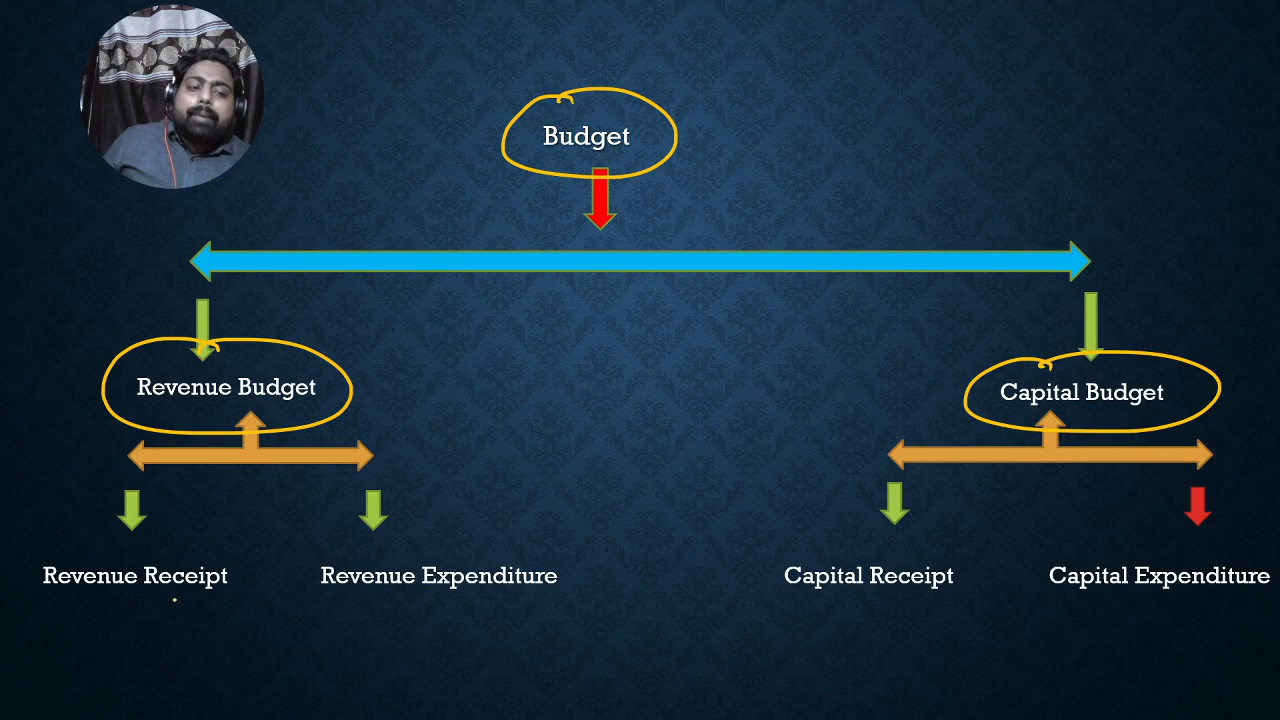 Budget
Revenue Budget
Capital Budget
Revenue Receipt
Revenue Expenditure
Capital Receipt
Capital Expenditure